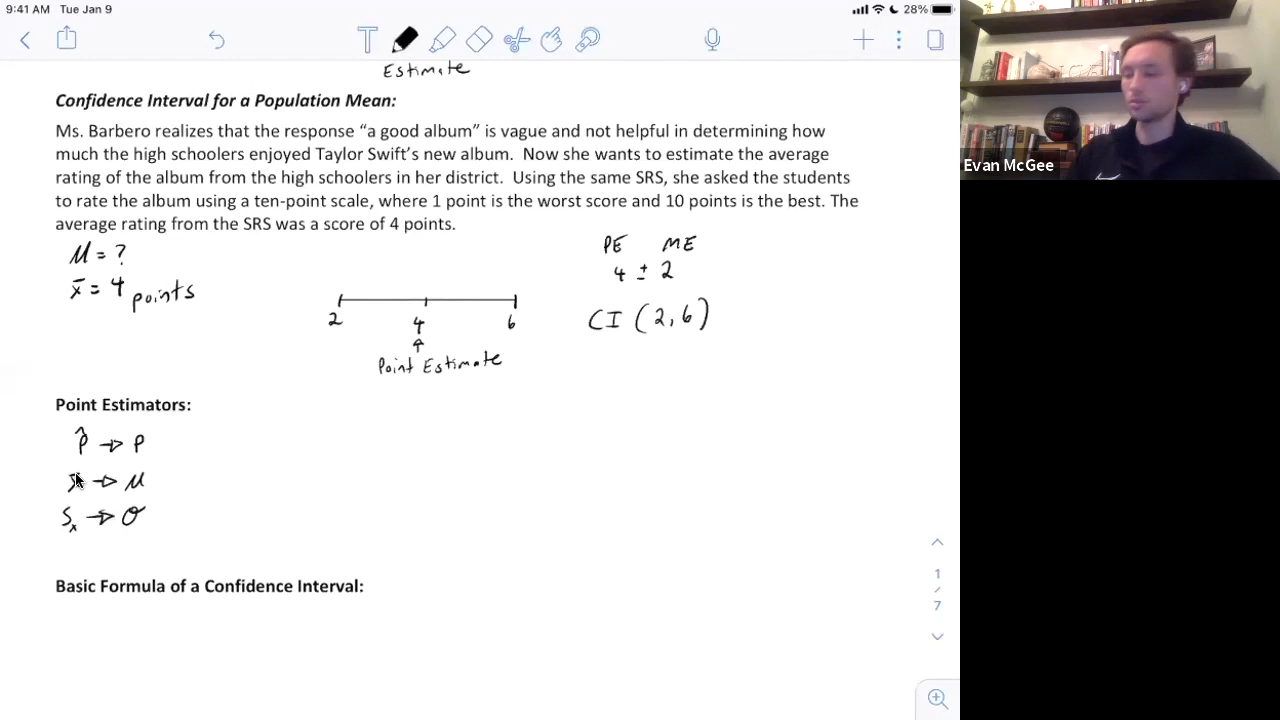 9:41 AM Tue Jan 9
28%
Estimate
Confidence Interval for a Population Mean:
Ms. Barbero realizes that the response “a good album” is vague and not helpful in determining how
much the high schoolers enjoyed Taylor Swift’s new album. Now she wants to estimate the average
rating of the album from the high schoolers in her district. Using the same SRS, she asked the students
to rate the album using a ten-point scale, where 1 point is the worst score and 10 points is the best. The
average rating from the SRS was a score of 4 points.
μ = ?
x̄ = 4 points
2 4 6
Point Estimate
PE ME
4 ± 2
CI (2,6)
Point Estimators:
p̂ → p
→ μ
Sx → σ
Basic Formula of a Confidence Interval:
1
/
7
T
Evan McGee